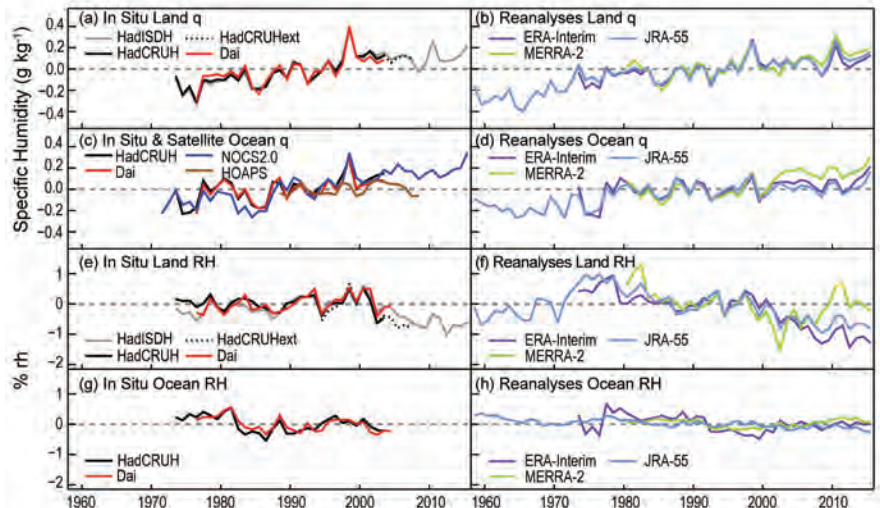 (a) In Situ Land q
HadISDH HadCRUHext
HadCRUH Dai
0.4
0.2
0.0
−0.2
−0.4
(b) Reanalyses Land q
ERA-Interim JRA-55
MERRA-2
(c) In Situ & Satellite Ocean q
HadCRUH NOCS2.0
Dai HOAPS
0.4
0.2
0.0
−0.2
−0.4
Specific Humidity (g kg⁻¹)
(d) Reanalyses Ocean q
ERA-Interim JRA-55
MERRA-2
(e) In Situ Land RH
1
0
−1
−2
HadISDH HadCRUHext
HadCRUH Dai
(f) Reanalyses Land RH
ERA-Interim JRA-55
MERRA-2
% rh
(g) In Situ Ocean RH
1
0
−1
−2
HadCRUH
Dai
(h) Reanalyses Ocean RH
ERA-Interim JRA-55
MERRA-2
1960 1970 1980 1990 2000 2010
1960 1970 1980 1990 2000 2010